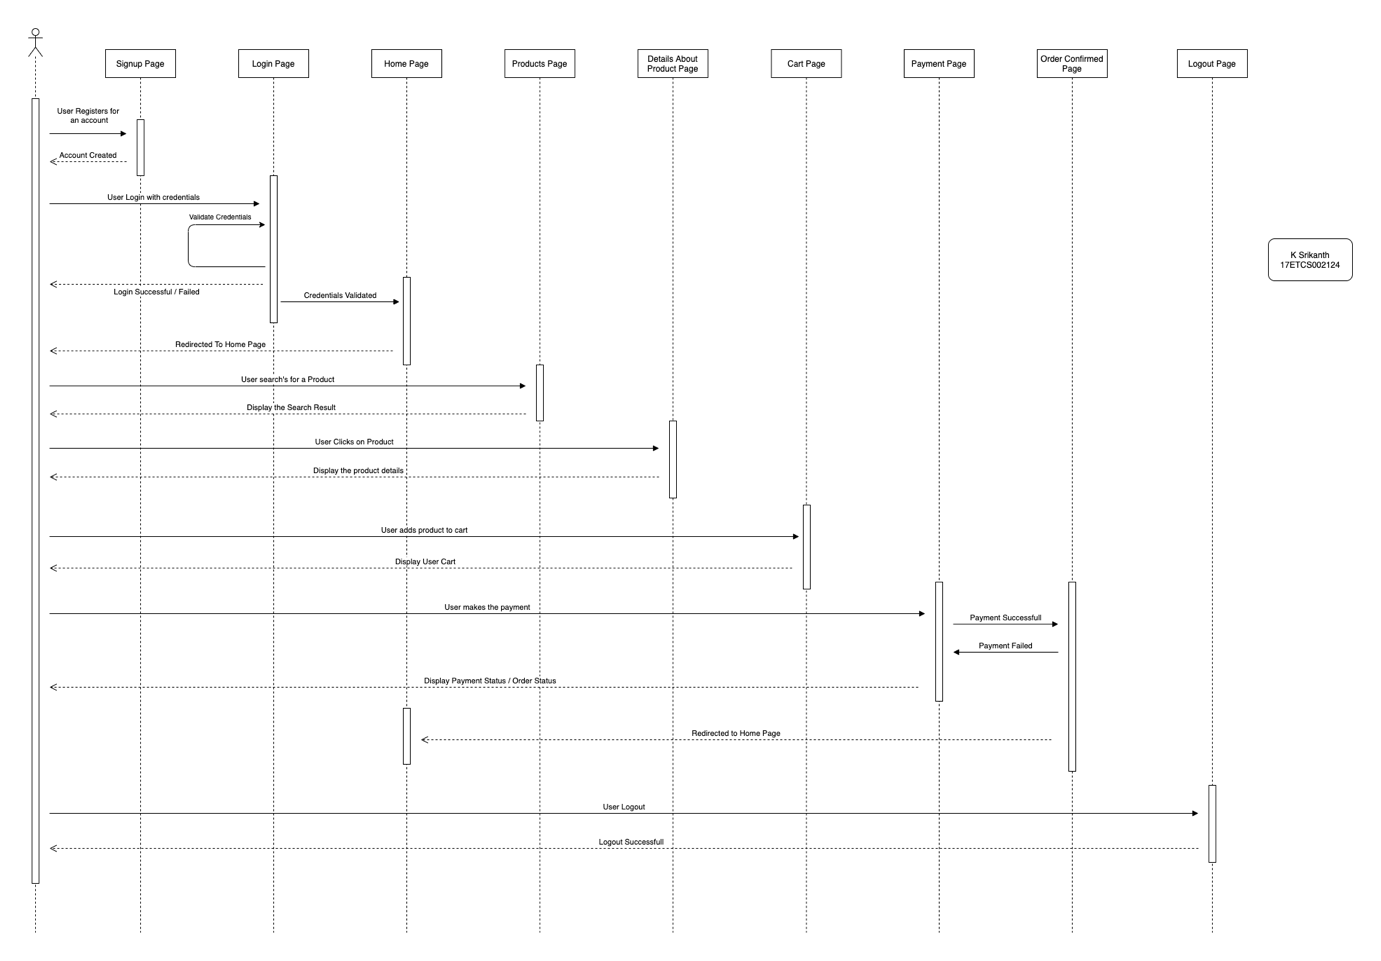 Signup Page
Login Page
Home Page
Products Page
Details About
Product Page
Cart Page
Payment Page
Order Confirmed
Page
Logout Page
User Registers for
an account
Account Created
User Login with credentials
Validate Credentials
K Srikanth
17ETCS002124
Login Successful / Failed
Credentials Validated
Redirected To Home Page
User search's for a Product
Display the Search Result
User Clicks on Product
Display the product details
User adds product to cart
Display User Cart
User makes the payment
Payment Successfull
Payment Failed
Display Payment Status / Order Status
Redirected to Home Page
User Logout
Logout Successfull